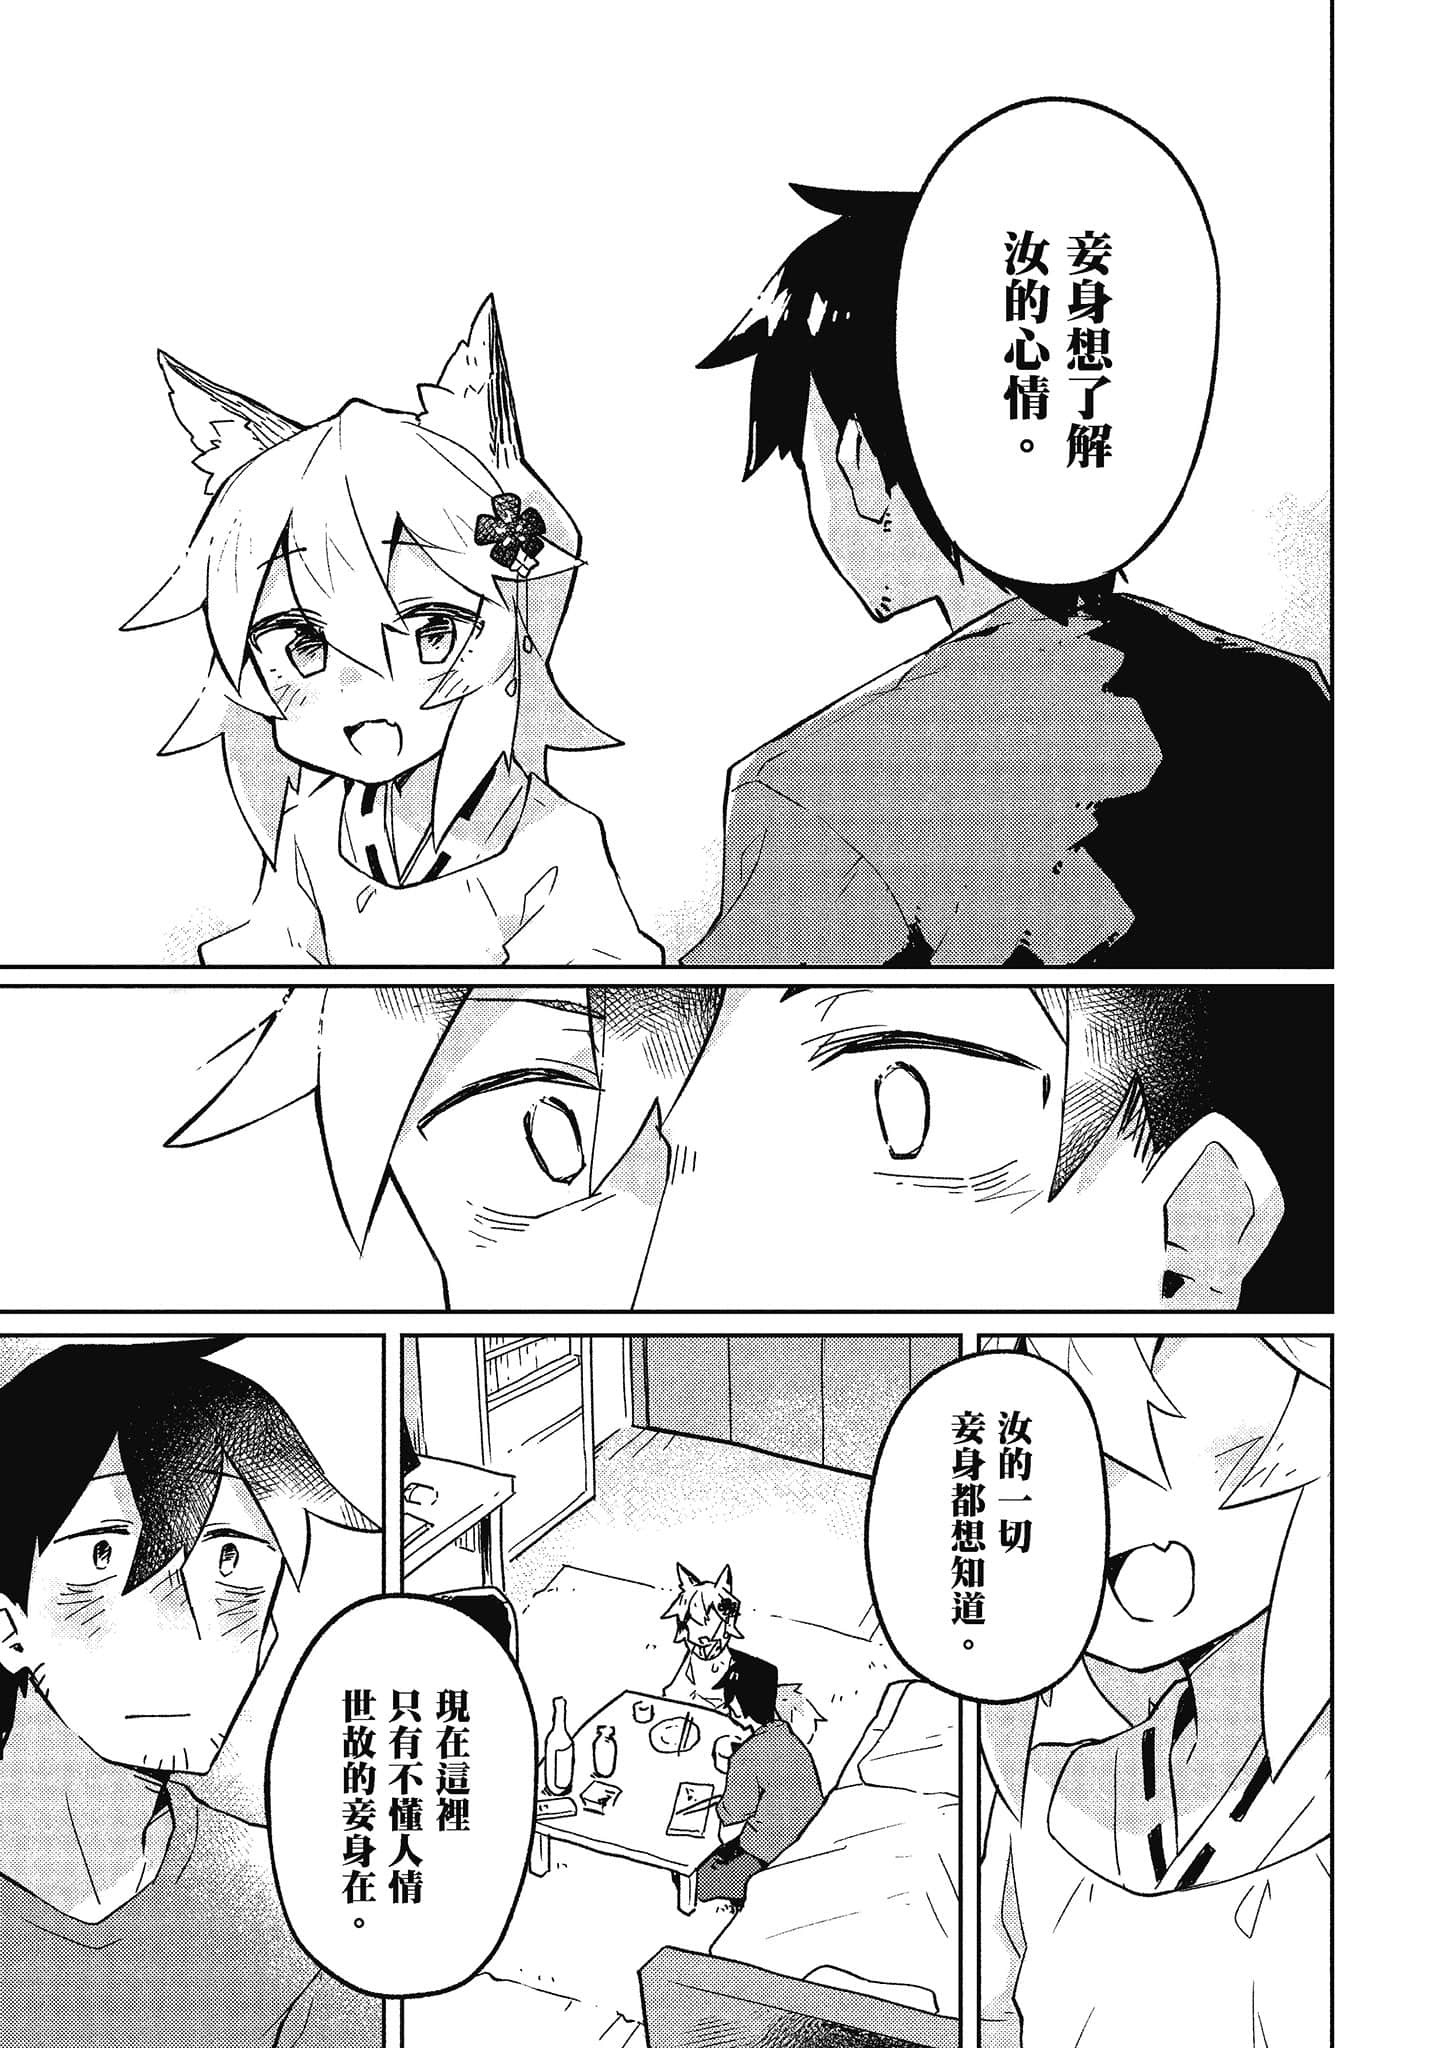 妾身想了解
汝的心情。
汝的一切
妾身都想知道。
現在這裡
只有不懂人情
世故的妾身在。